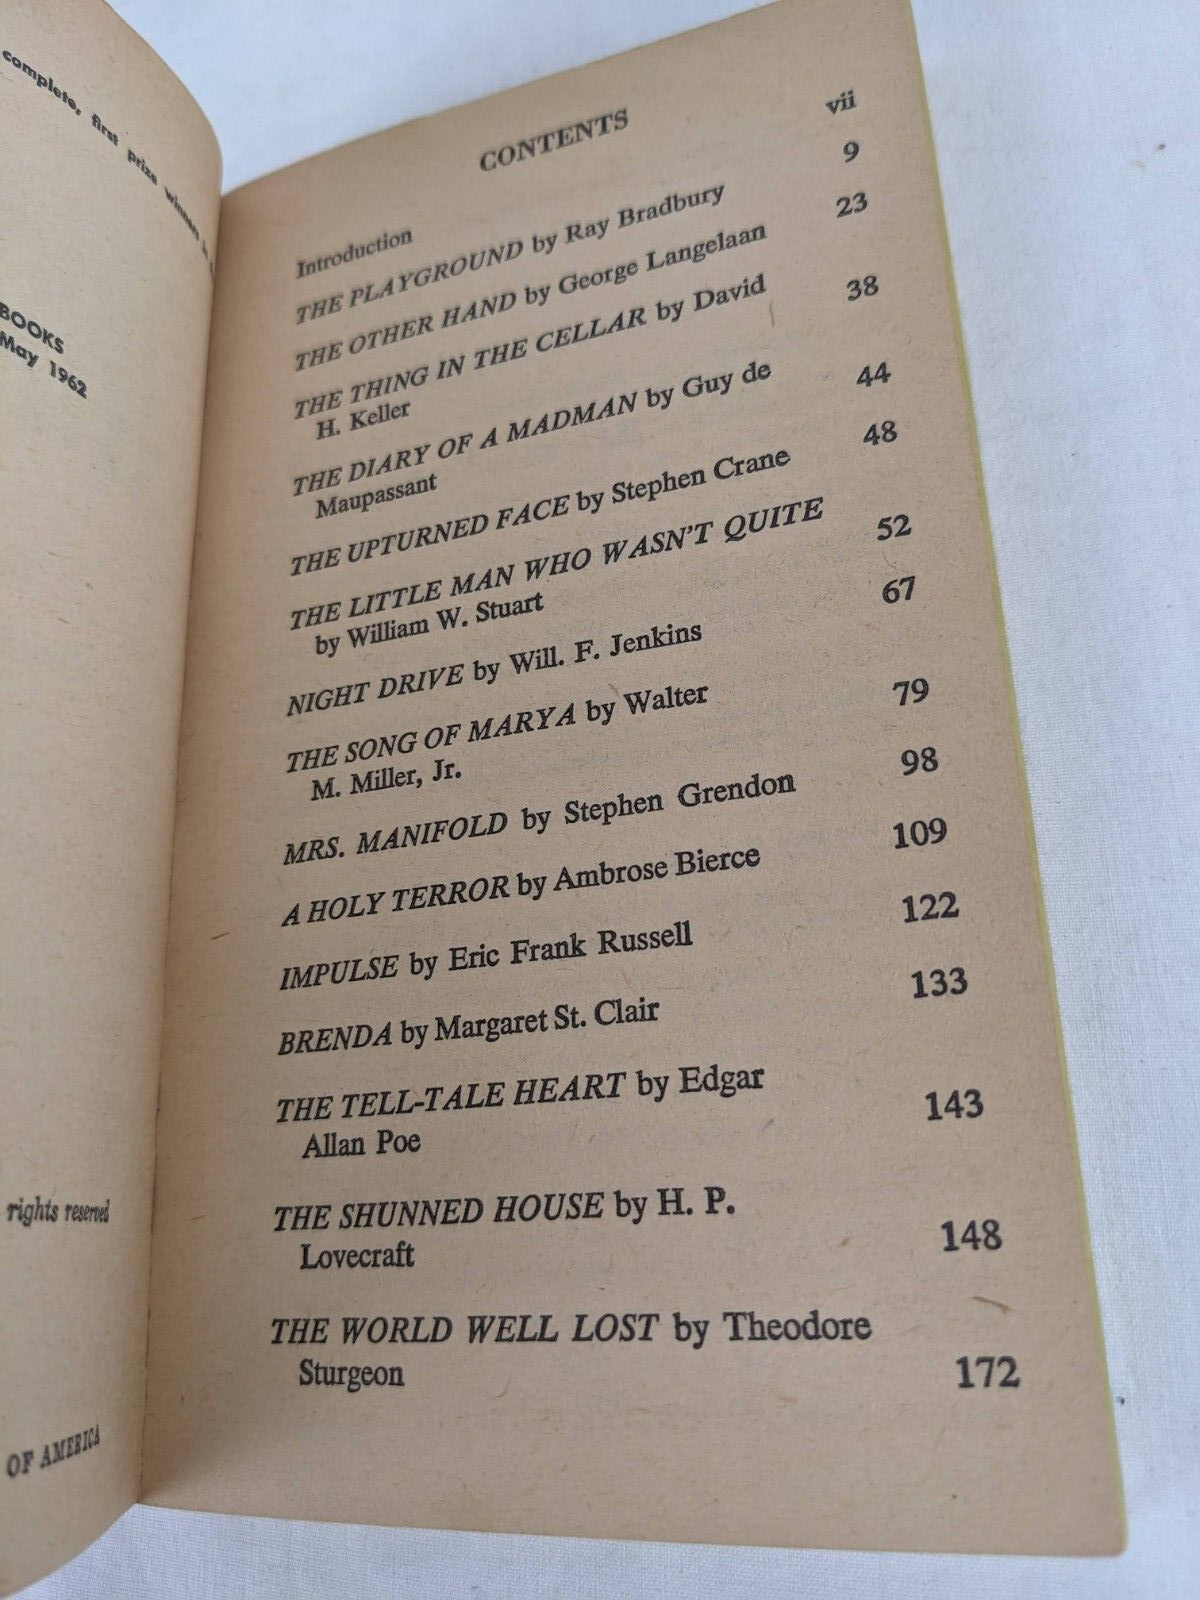 complete, first prize winners
BOOKS
May 1962
rights reserved
OF AMERICA
CONTENTS
Introduction vii
THE PLAYGROUND by Ray Bradbury 9
THE OTHER HAND by George Langelaan 23
THE THING IN THE CELLAR by David
H. Keller 38
THE DIARY OF A MADMAN by Guy de
Maupassant 44
THE UPTURNED FACE by Stephen Crane 48
THE LITTLE MAN WHO WASN'T QUITE
by William W. Stuart 52
NIGHT DRIVE by Will. F. Jenkins 67
THE SONG OF MARYA by Walter
M. Miller, Jr. 79
MRS. MANIFOLD by Stephen Grendon 98
A HOLY TERROR by Ambrose Bierce 109
IMPULSE by Eric Frank Russell 122
BRENDA by Margaret St. Clair 133
THE TELL-TALE HEART by Edgar
Allan Poe 143
THE SHUNNED HOUSE by H. P.
Lovecraft 148
THE WORLD WELL LOST by Theodore
Sturgeon 172